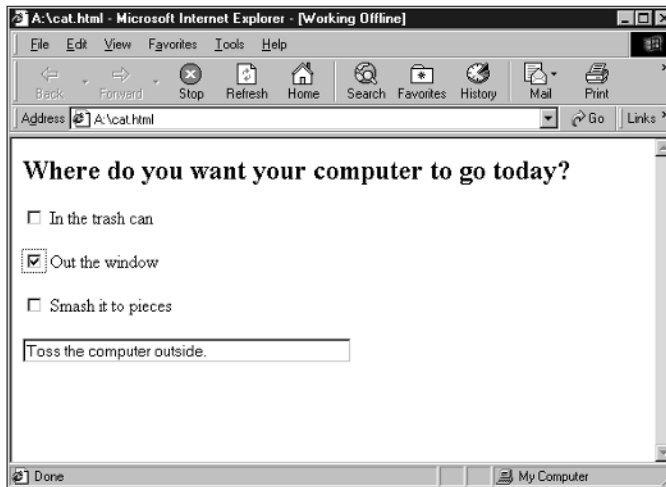 A:\cat.html - Microsoft Internet Explorer - [Working Offline]
File Edit View Favorites Tools Help
Back Forward Stop Refresh Home Search Favorites History Mail Print
Address A:\cat.html Go Links
Where do you want your computer to go today?
In the trash can
Out the window
Smash it to pieces
Toss the computer outside.
Done My Computer